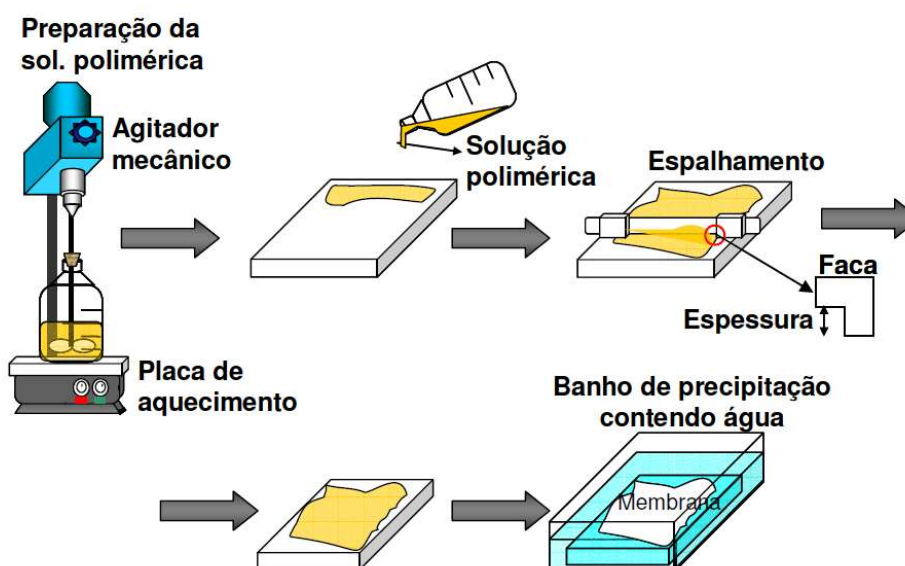 Preparação da
sol. polimérica
Agitador
mecânico
Solução
polimérica
Espalhamento
Faca
Espessura
Placa de
aquecimento
Banho de precipitação
contendo água
Membrana